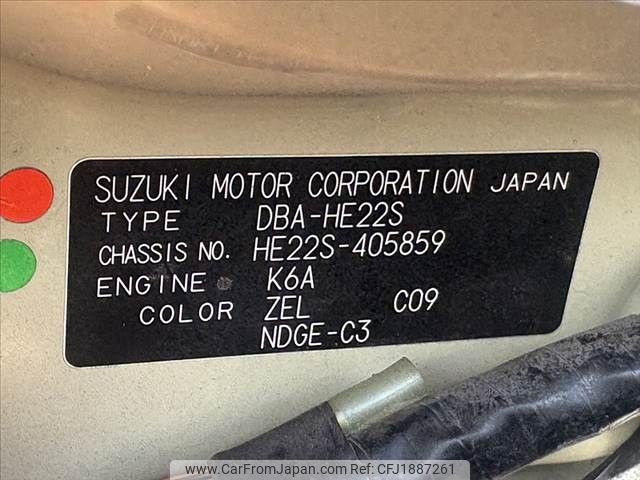 SUZUKI MOTOR CORPORATION JAPAN
TYPE DBA-HE22S
CHASSIS NO. HE22S-405859
ENGINE K6A
COLOR ZEL C09
NDGE-C3
www.CarFromJapan.com Ref ID: CFJ1887261